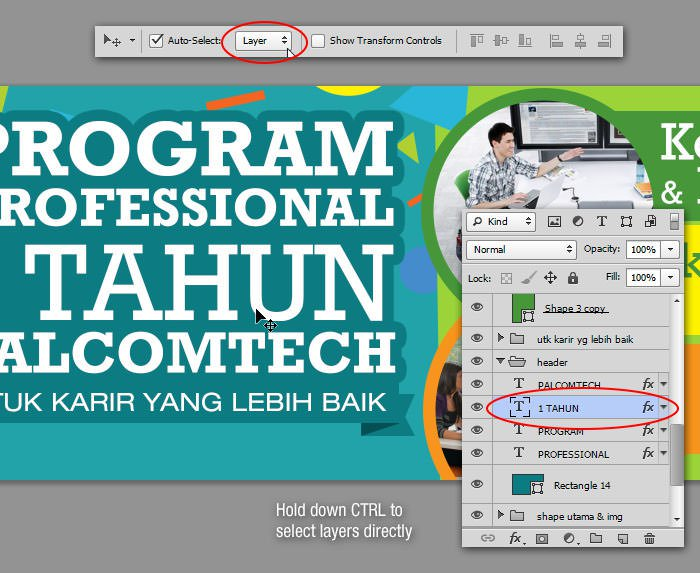 Auto-Select: Layer Show Transform Controls
PROGRAM
ROFESSIONAL
TAHUN
ALCOMTECH
TUK KARIR YANG LEBIH BAIK
&
Kind
Normal Opacity: 100%
Lock: Fill: 100%
Shape 3 copy
utk karir yg lebih baik
header
T PALCOMTECH fx
T 1 TAHUN fx
T PROGRAM fx
T PROFESSIONAL fx
Rectangle 14
shape utama & img
fx
Hold down CTRL to
select layers directly